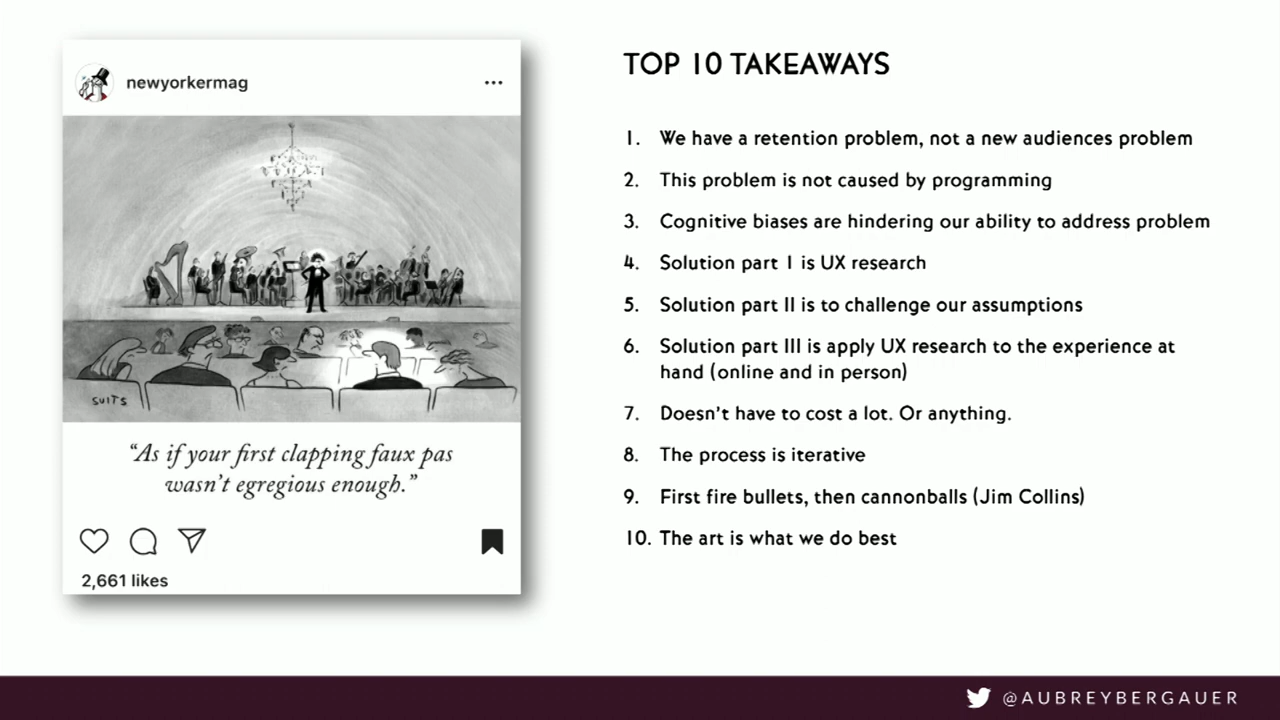 newyorkermag
SUITS
“As if your first clapping faux pas
wasn’t egregious enough.”
2,661 likes
TOP 10 TAKEAWAYS
1. We have a retention problem, not a new audiences problem
2. This problem is not caused by programming
3. Cognitive biases are hindering our ability to address problem
4. Solution part I is UX research
5. Solution part II is to challenge our assumptions
6. Solution part III is apply UX research to the experience at
hand (online and in person)
7. Doesn’t have to cost a lot. Or anything.
8. The process is iterative
9. First fire bullets, then cannonballs (Jim Collins)
10. The art is what we do best
@AUBREYBERGAUER